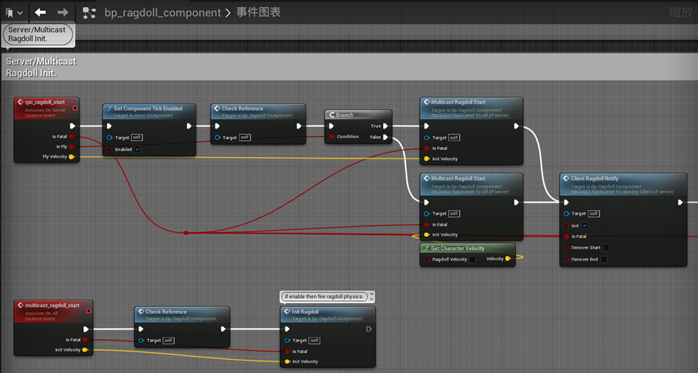 bp_ragdoll_component > 事件图表
缩放
Server/Multicast
Ragdoll Init.
Server/Multicast
Ragdoll Init.
rpc_ragdoll_start
Executes On Server
Custom Event
Is Fatal
Is Fly
Fly Velocity
Set Component Tick Enabled
Target is Actor Component
Target self
Enabled
Check Reference
Target is Bp Ragdoll Component
Target self
Branch
Condition
True
False
Multicast Ragdoll Start
Target is Bp Ragdoll Component
RELIABLE Replicated To All (if server)
Target self
Is Fatal
Init Velocity
Multicast Ragdoll Start
Target is Bp Ragdoll Component
RELIABLE Replicated To All (if server)
Target self
Is Fatal
Init Velocity
Get Character Velocity
Ragdoll Velocity
Velocity
Client Ragdoll Notify
Target is Bp Ragdoll Component
RELIABLE Replicated To Owning Client (if server)
Target self
Init
Is Fatal
Recover Start
Recover End
multicast_ragdoll_start
Executes On All
Custom Event
Is Fatal
Init Velocity
Check Reference
Target is Bp Ragdoll Component
Target self
if enable then fire ragdoll physics.
Init Ragdoll
Target is Bp Ragdoll Component
Target self
Is Fatal
Init Velocity